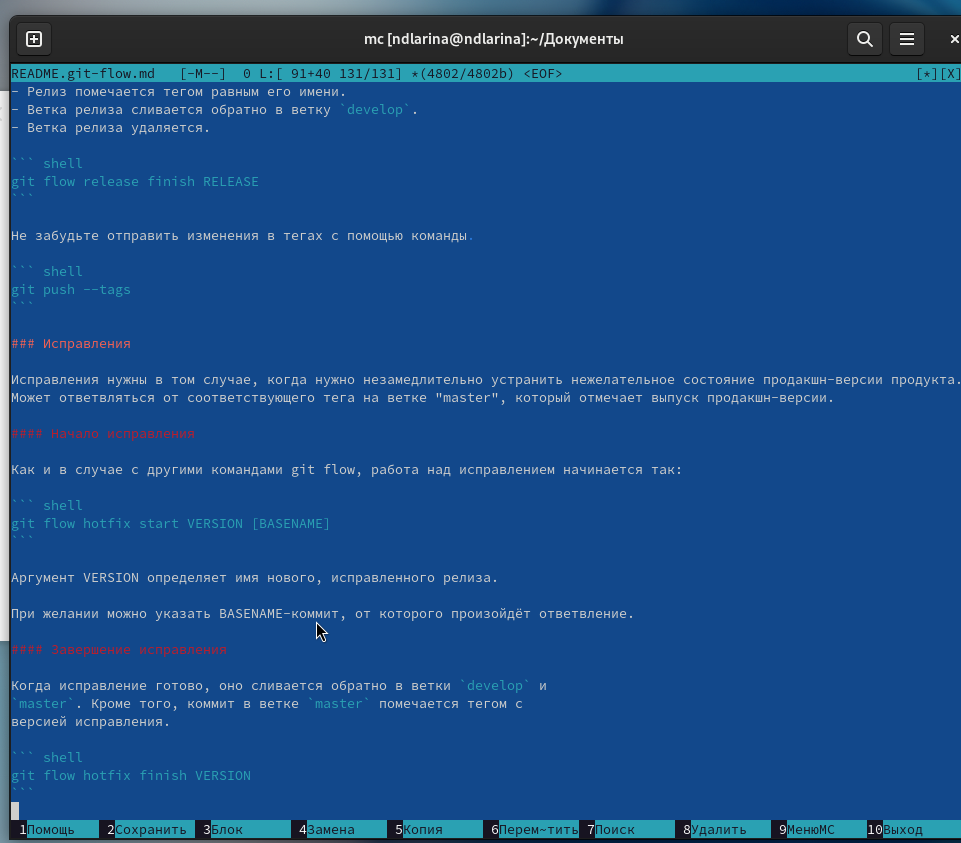 mc [ndlarina@ndlarina]:~/Документы
README.git-flow.md   [-M--]  0 L:[ 91+40 131/131] *(4802/4802b) <EOF>   [*][X]
- Релиз помечается тегом равным его имени.
- Ветка релиза сливается обратно в ветку `develop`.
- Ветка релиза удаляется.
``` shell
git flow release finish RELEASE
```
Не забудьте отправить изменения в тегах с помощью команды.
``` shell
git push --tags
```
### Исправления
Исправления нужны в том случае, когда нужно незамедлительно устранить нежелательное состояние продакшн-версии продукта.
Может ответвляться от соответствующего тега на ветке "master", который отмечает выпуск продакшн-версии.
#### Начало исправления
Как и в случае с другими командами git flow, работа над исправлением начинается так:
``` shell
git flow hotfix start VERSION [BASENAME]
```
Аргумент VERSION определяет имя нового, исправленного релиза.
При желании можно указать BASENAME-коммит, от которого произойдёт ответвление.
#### Завершение исправления
Когда исправление готово, оно сливается обратно в ветки `develop` и
`master`. Кроме того, коммит в ветке `master` помечается тегом с
версией исправления.
``` shell
git flow hotfix finish VERSION
```
1Помощь 2Сохранить 3Блок 4Замена 5Копия 6Перем~тить 7Поиск 8Удалить 9МенюMC 10Выход